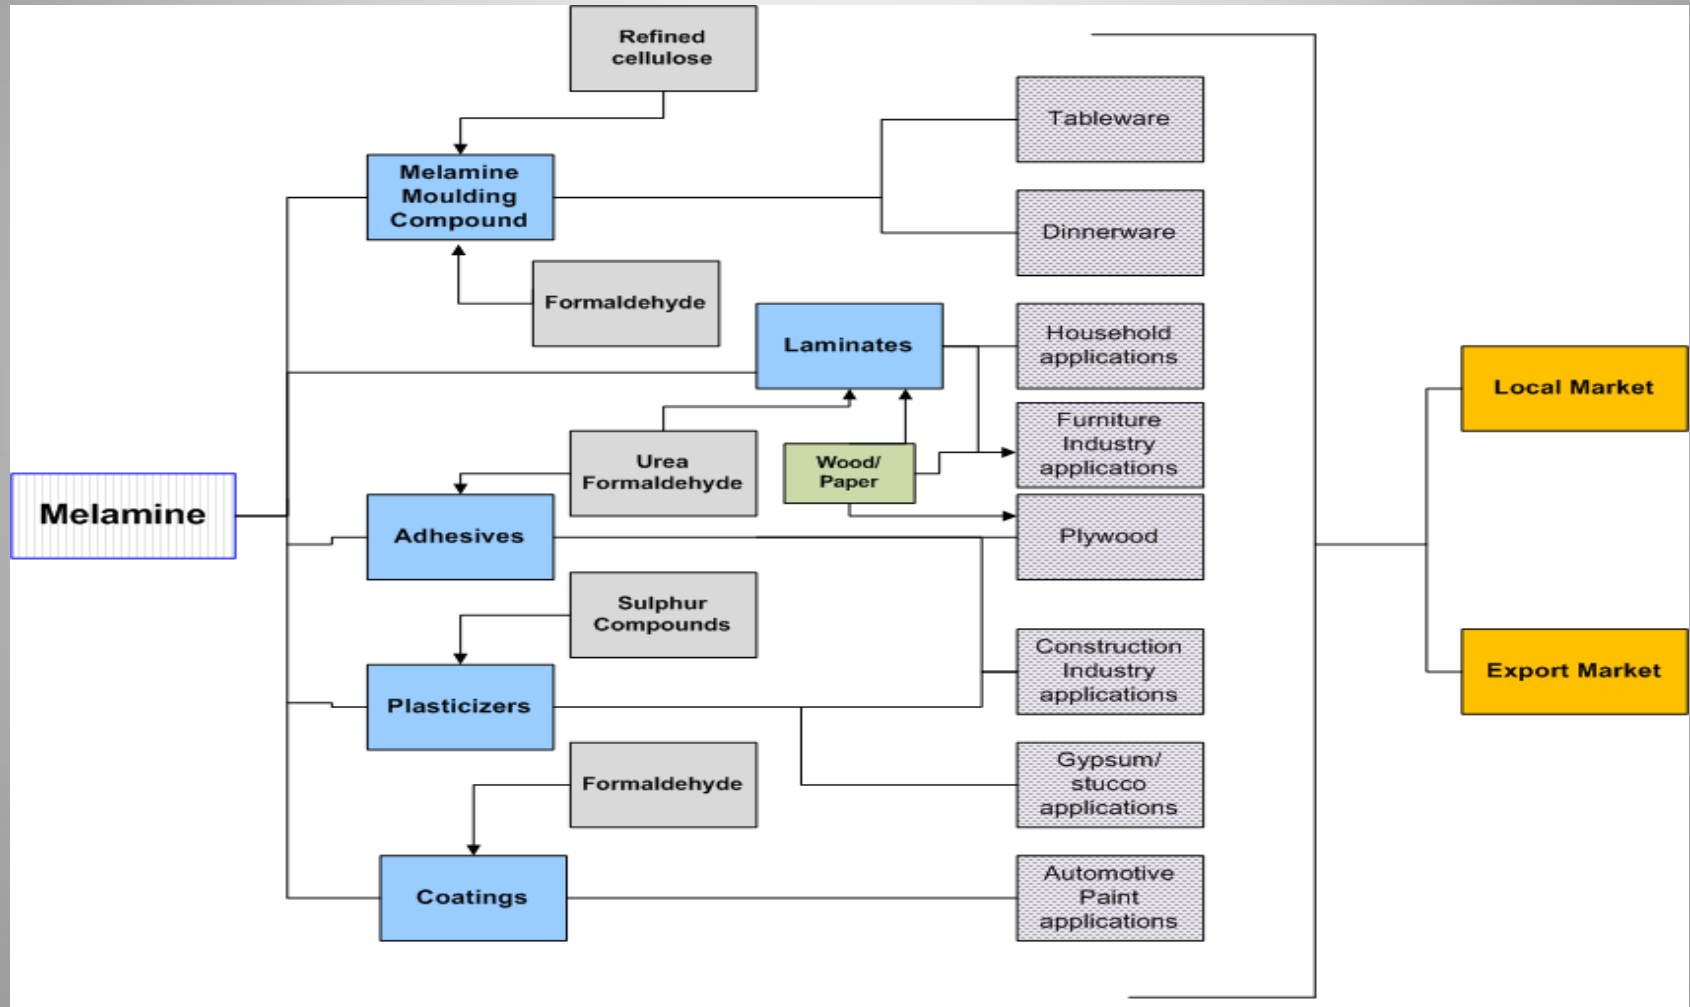 Refined
cellulose
Tableware
Melamine
Moulding
Compound
Dinnerware
Formaldehyde
Laminates
Household
applications
Local Market
Furniture
Industry
applications
Urea
Formaldehyde
Wood/
Paper
Melamine
Adhesives
Plywood
Sulphur
Compounds
Construction
Industry
applications
Export Market
Plasticizers
Formaldehyde
Gypsum/
stucco
applications
Coatings
Automotive
Paint
applications